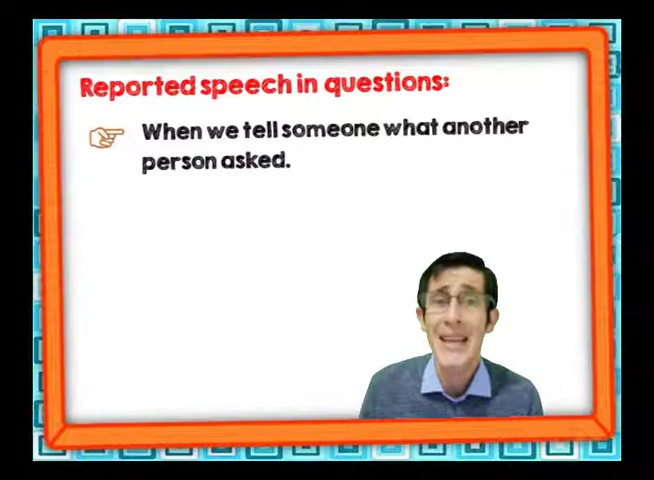 Reported speech in questions:
When we tell someone what another
person asked.